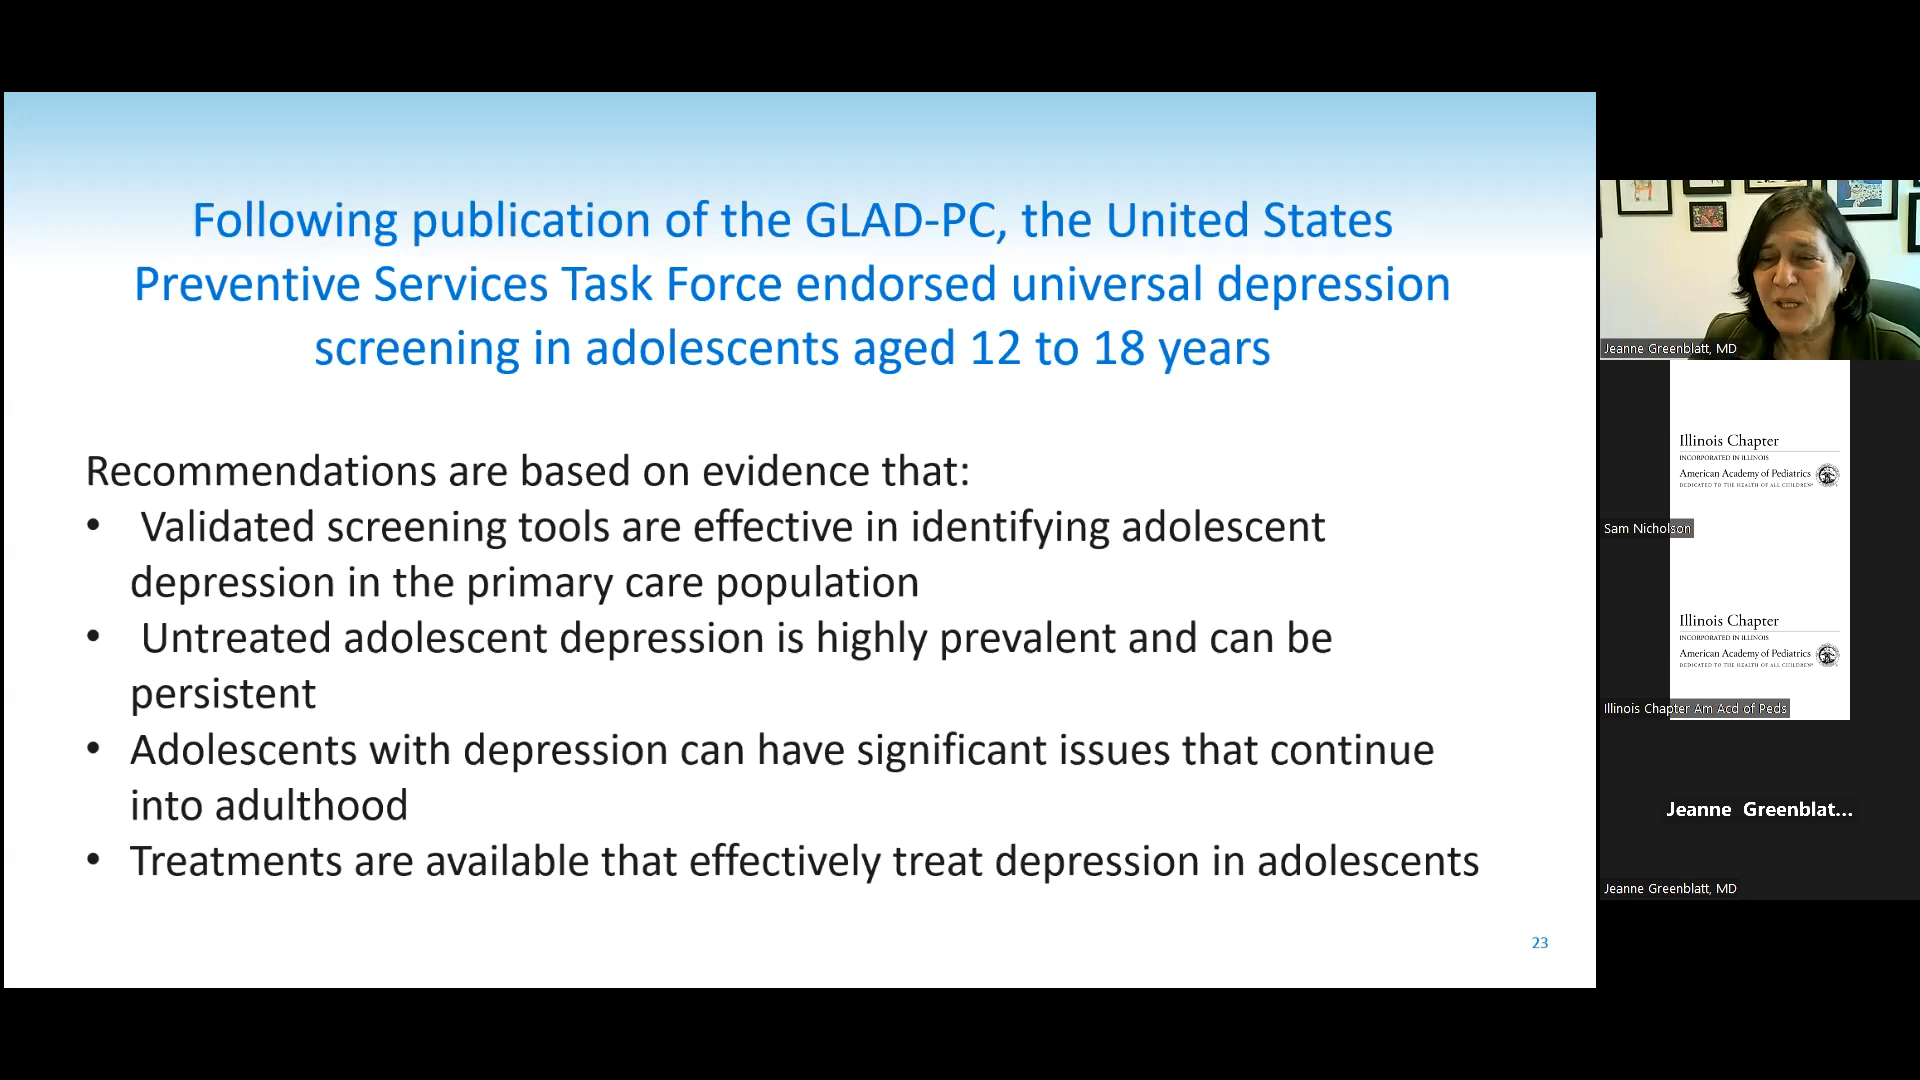 Following publication of the GLAD-PC, the United States
Preventive Services Task Force endorsed universal depression
screening in adolescents aged 12 to 18 years
Recommendations are based on evidence that:
• Validated screening tools are effective in identifying adolescent
depression in the primary care population
• Untreated adolescent depression is highly prevalent and can be
persistent
• Adolescents with depression can have significant issues that continue
into adulthood
• Treatments are available that effectively treat depression in adolescents
23
Jeanne Greenblatt, MD
Illinois Chapter
INCORPORATED IN ILLINOIS
American Academy of Pediatrics
DEDICATED TO THE HEALTH OF ALL CHILDREN®
Sam Nicholson
Illinois Chapter
INCORPORATED IN ILLINOIS
American Academy of Pediatrics
DEDICATED TO THE HEALTH OF ALL CHILDREN®
Illinois Chapter Am Acd of Peds
Jeanne Greenblat...
Jeanne Greenblatt, MD